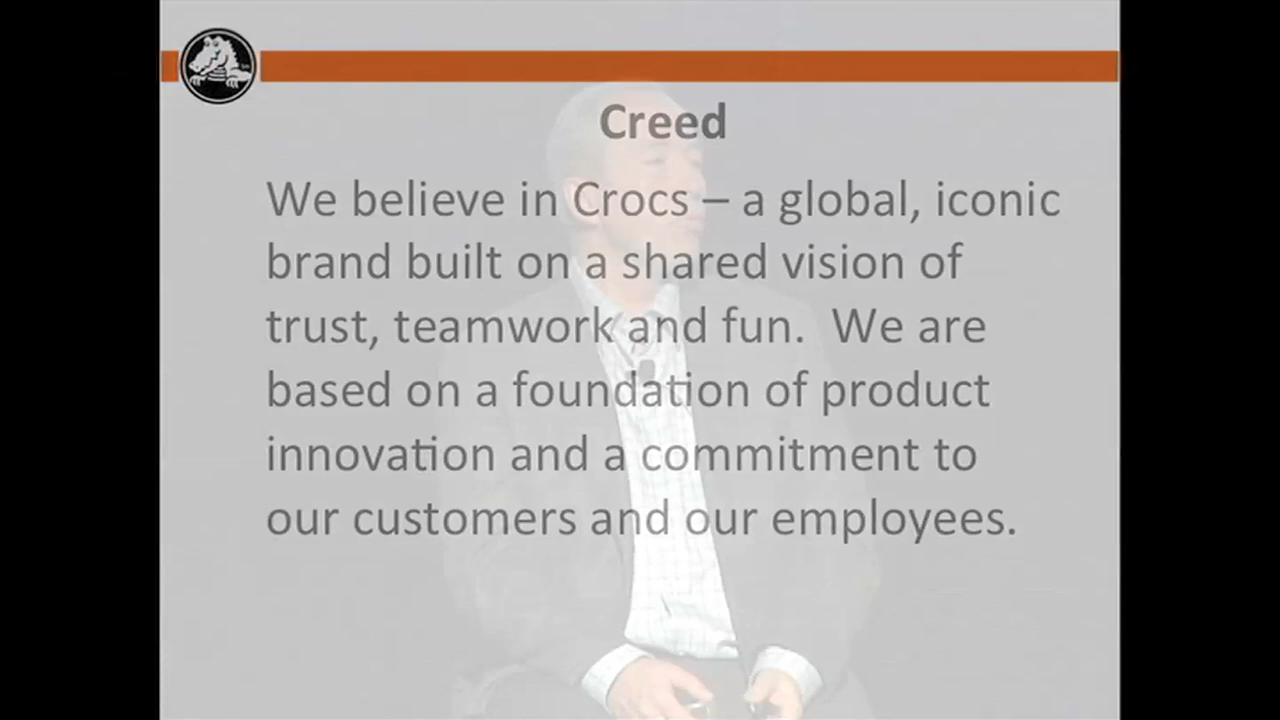 Creed
We believe in Crocs – a global, iconic
brand built on a shared vision of
trust, teamwork and fun.  We are
based on a foundation of product
innovation and a commitment to
our customers and our employees.